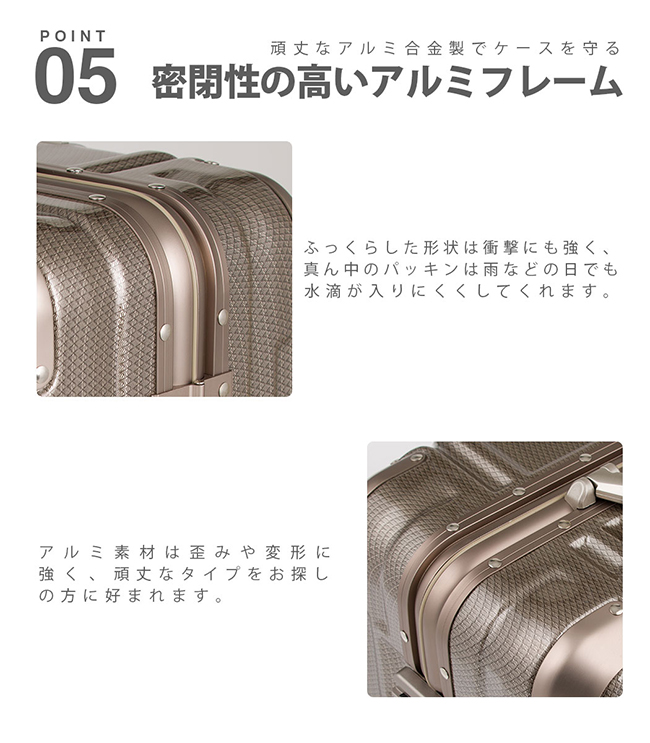 POINT
05
頑丈なアルミ合金製でケースを守る
密閉性の高いアルミフレーム
ふっくらした形状は衝撃にも強く、
真ん中のパッキンは雨などの日でも
水滴が入りにくくしてくれます。
アルミ素材は歪みや変形に
強く、頑丈なタイプをお探し
の方に好まれます。